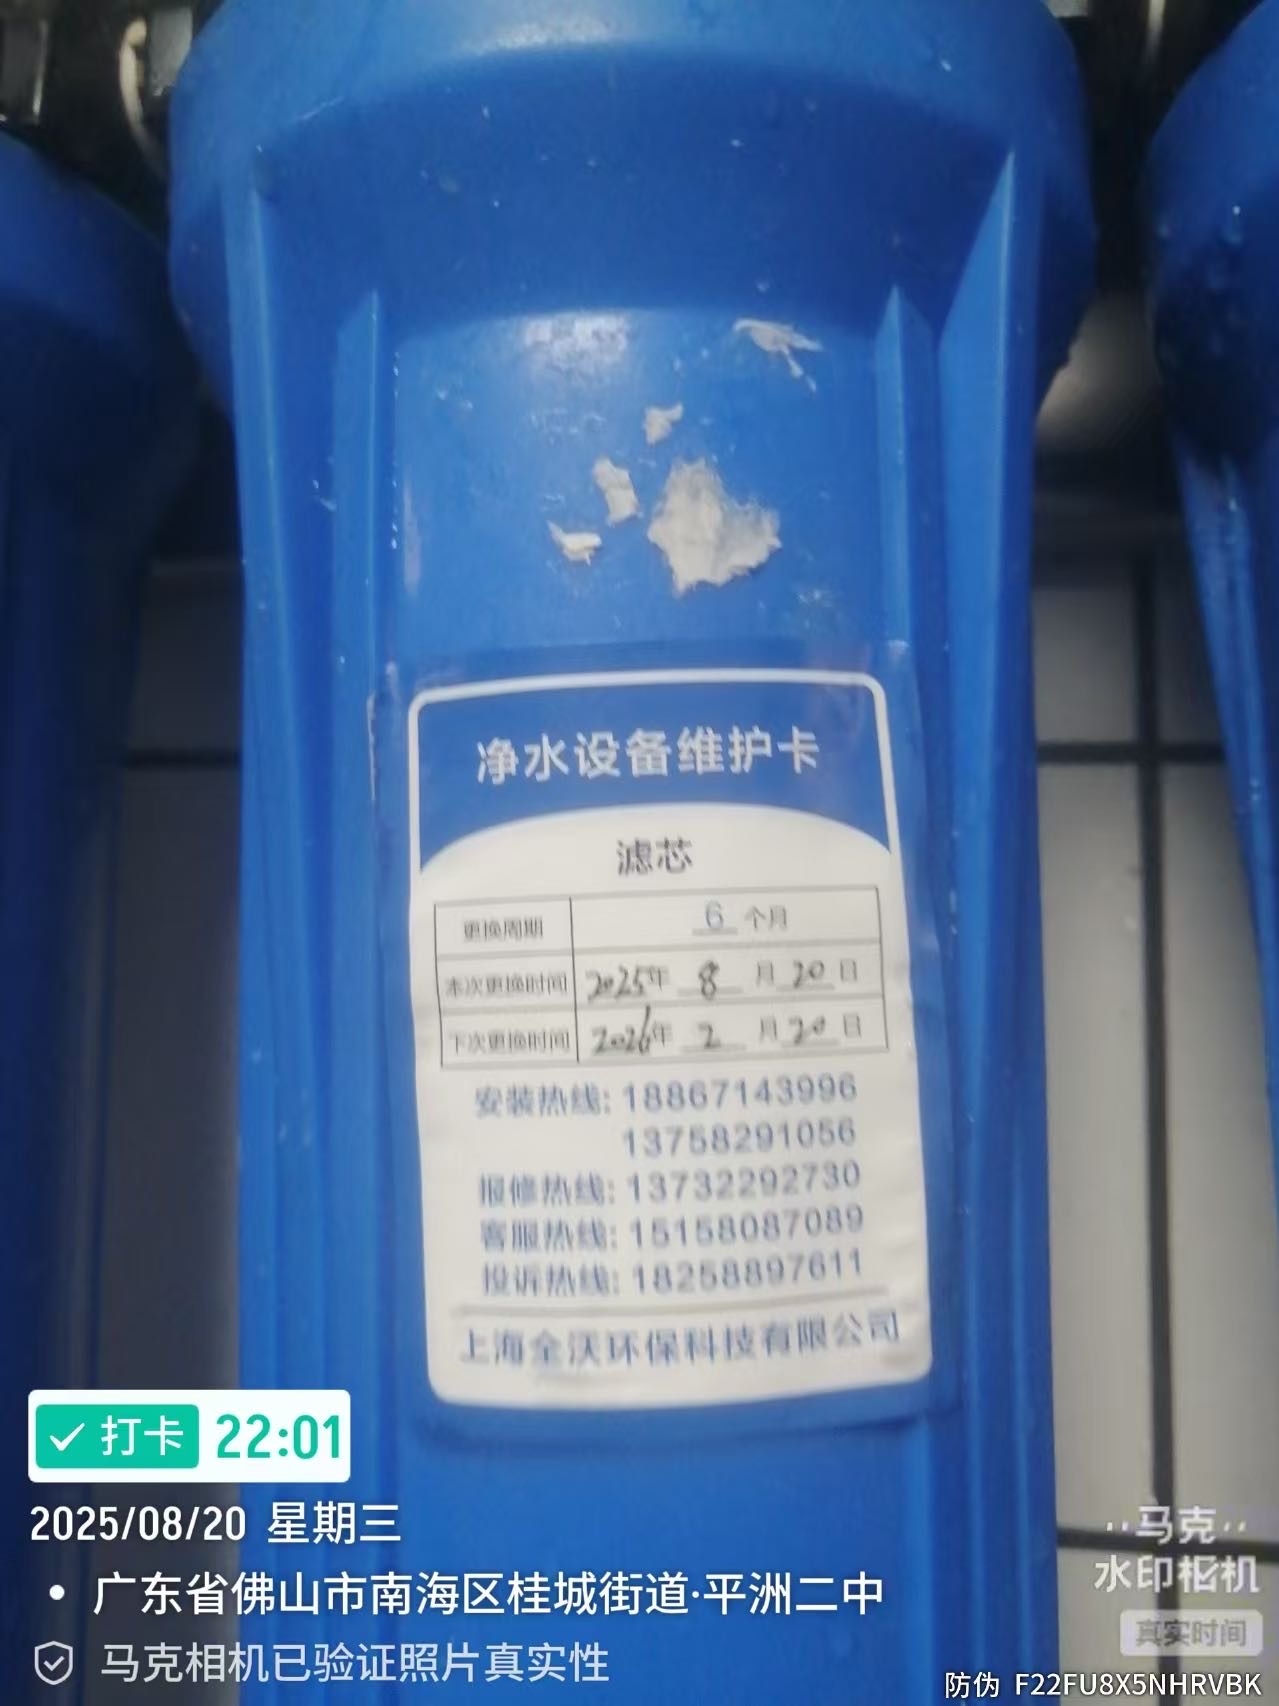 净水设备维护卡
滤芯
更换周期 6 个月
本次更换时间 2025年 8 月 20 日
下次更换时间 2026年 2 月 20 日
安装热线: 18867143996
13758291056
报修热线: 13732292730
客服热线: 15158087089
投诉热线: 18258897611
上海全沃环保科技有限公司
打卡 22:01
2025/08/20 星期三
广东省佛山市南海区桂城街道·平洲二中
马克相机已验证照片真实性
马克
水印相机
真实时间
防伪 F22FU8X5NHRVBK